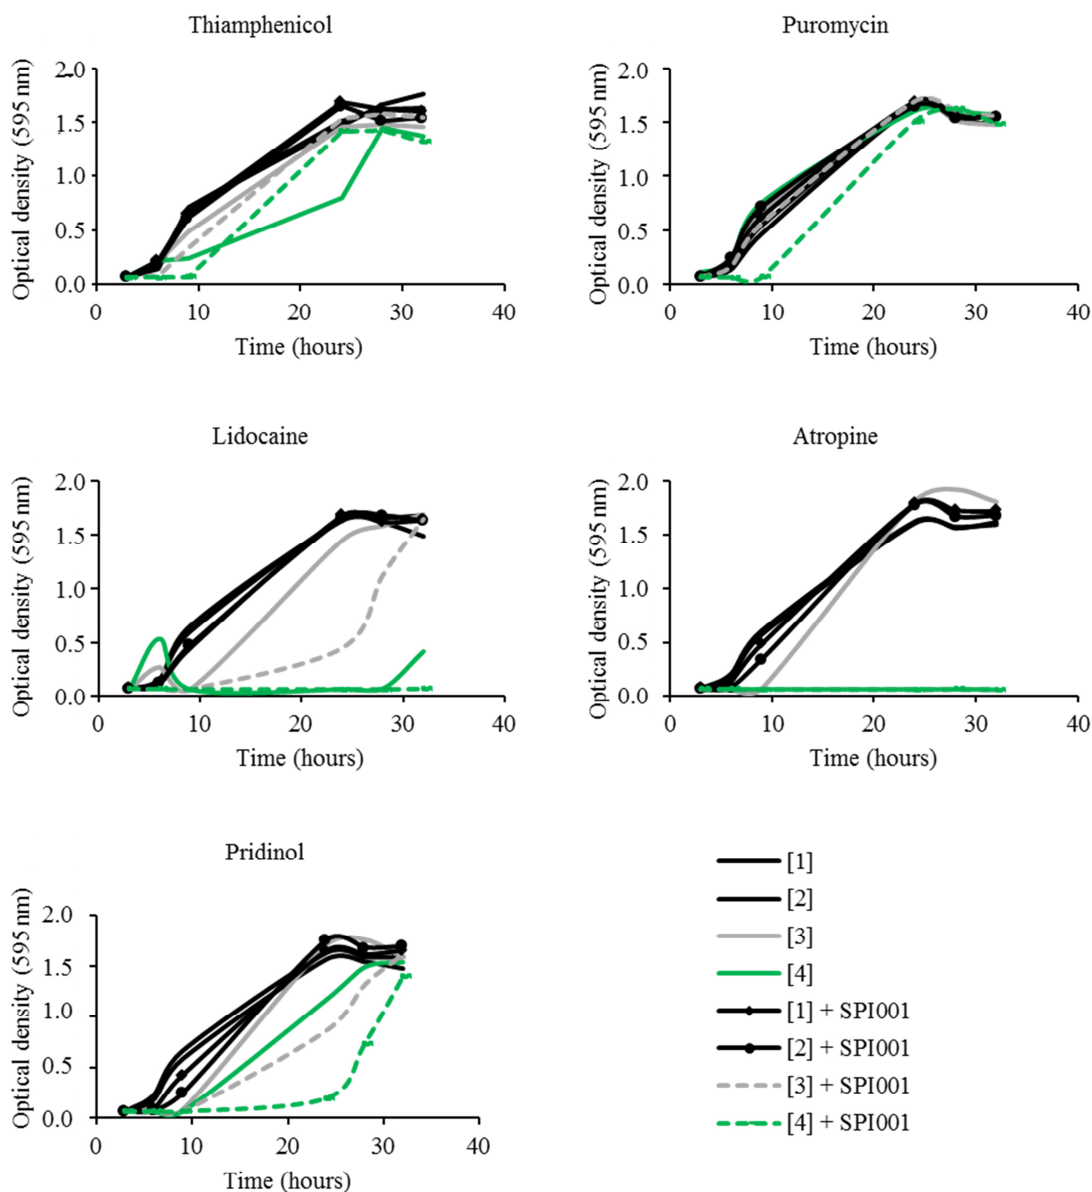 Thiamphenicol
Optical density (595 nm)
2.0
1.5
1.0
0.5
0.0
0 10 20 30 40
Time (hours)
Puromycin
Optical density (595 nm)
2.0
1.5
1.0
0.5
0.0
0 10 20 30 40
Time (hours)
Lidocaine
Optical density (595 nm)
2.0
1.5
1.0
0.5
0.0
0 10 20 30 40
Time (hours)
Atropine
Optical density (595 nm)
2.0
1.5
1.0
0.5
0.0
0 10 20 30 40
Time (hours)
Pridinol
Optical density (595 nm)
2.0
1.5
1.0
0.5
0.0
0 10 20 30 40
Time (hours)
[1]
[2]
[3]
[4]
[1] + SPI001
[2] + SPI001
[3] + SPI001
[4] + SPI001